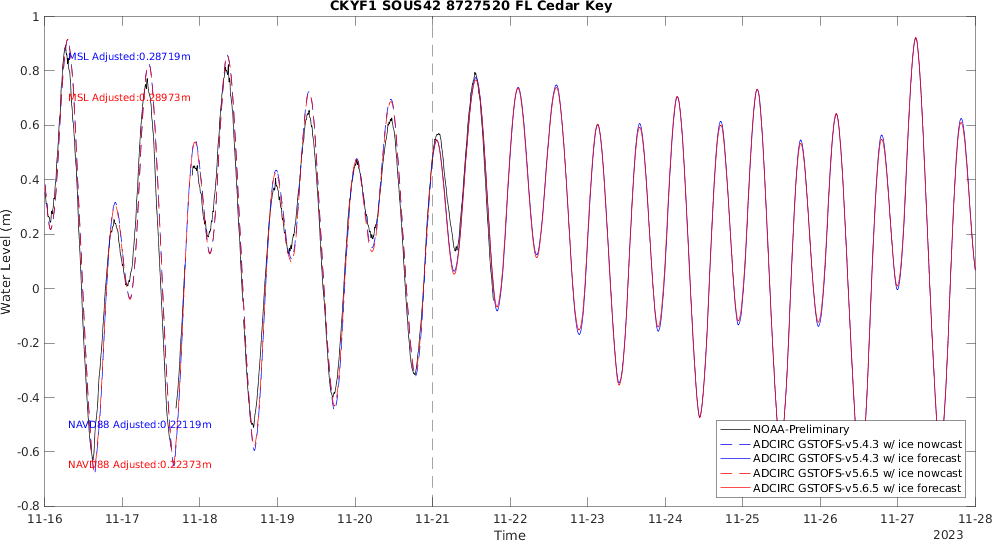 CKYF1 SOUS42 8727520 FL Cedar Key
Water Level (m)
1
0.8
0.6
0.4
0.2
0
-0.2
-0.4
-0.6
-0.8
MSL Adjusted:0.28719m
MSL Adjusted:0.28973m
NAVD88 Adjusted:0.22119m
NAVD88 Adjusted:0.22373m
NOAA-Preliminary
ADCIRC GSTOFS-v5.4.3 w/ ice nowcast
ADCIRC GSTOFS-v5.4.3 w/ ice forecast
ADCIRC GSTOFS-v5.6.5 w/ ice nowcast
ADCIRC GSTOFS-v5.6.5 w/ ice forecast
11-16 11-17 11-18 11-19 11-20 11-21 11-22 11-23 11-24 11-25 11-26 11-27 11-28
Time
2023